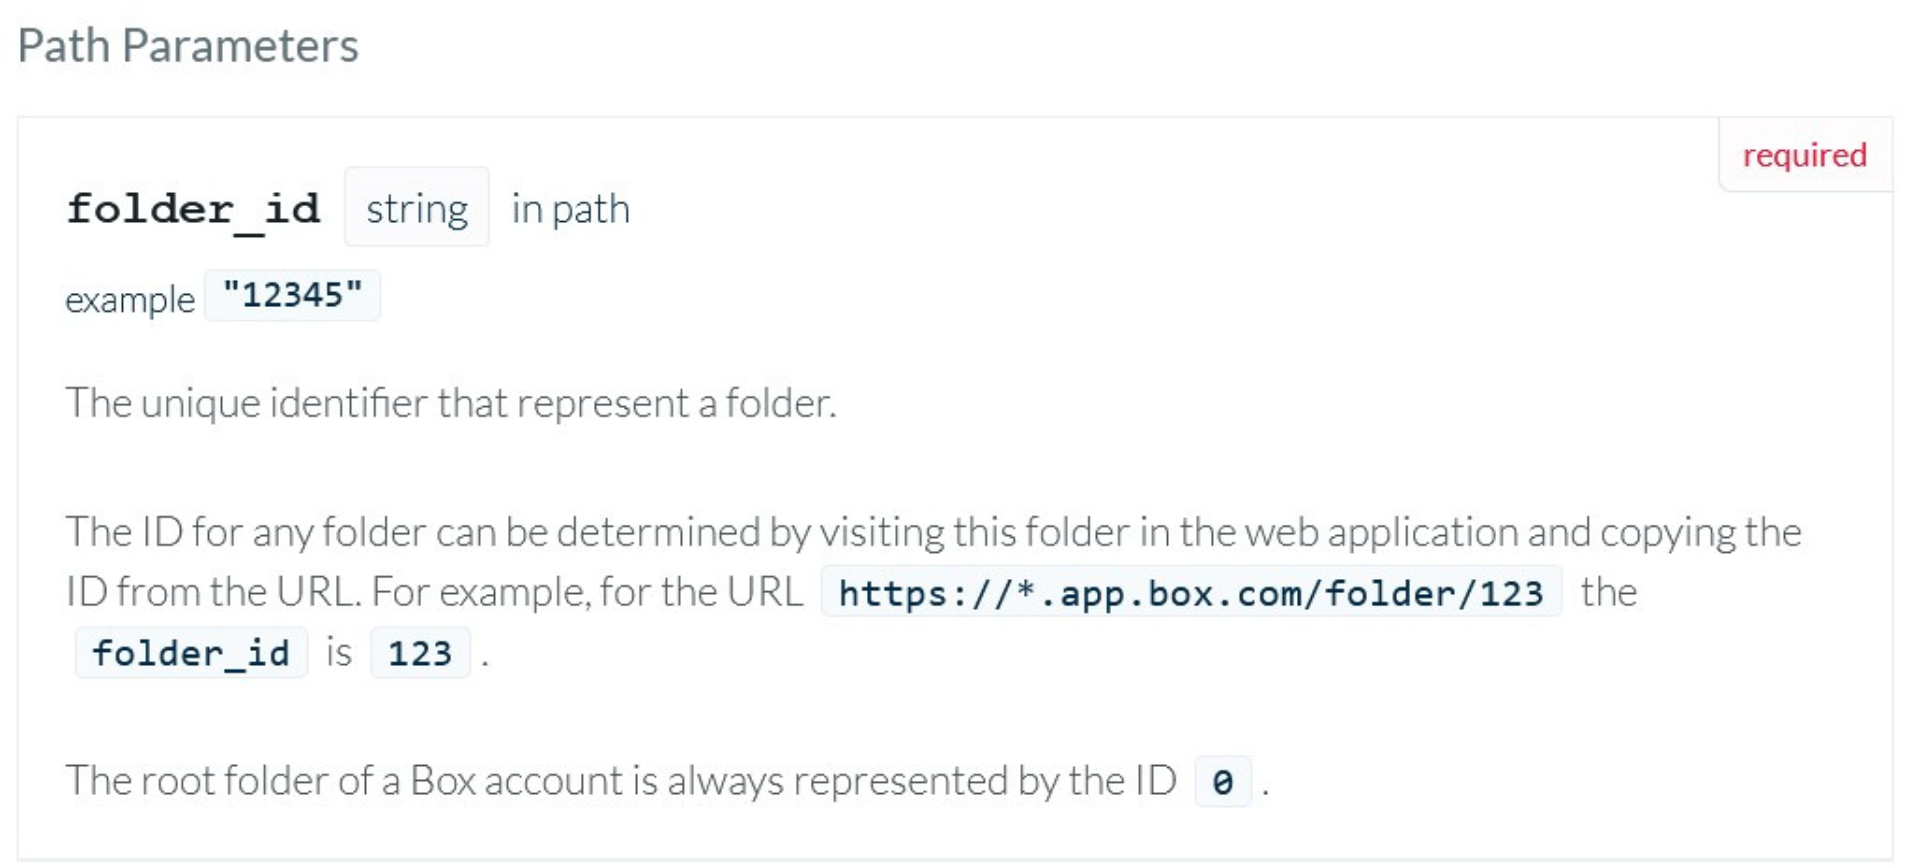 Path Parameters
required
folder_id string in path
example "12345"
The unique identifier that represent a folder.
The ID for any folder can be determined by visiting this folder in the web application and copying the
ID from the URL. For example, for the URL https://*.app.box.com/folder/123 the
folder_id is 123 .
The root folder of a Box account is always represented by the ID 0 .